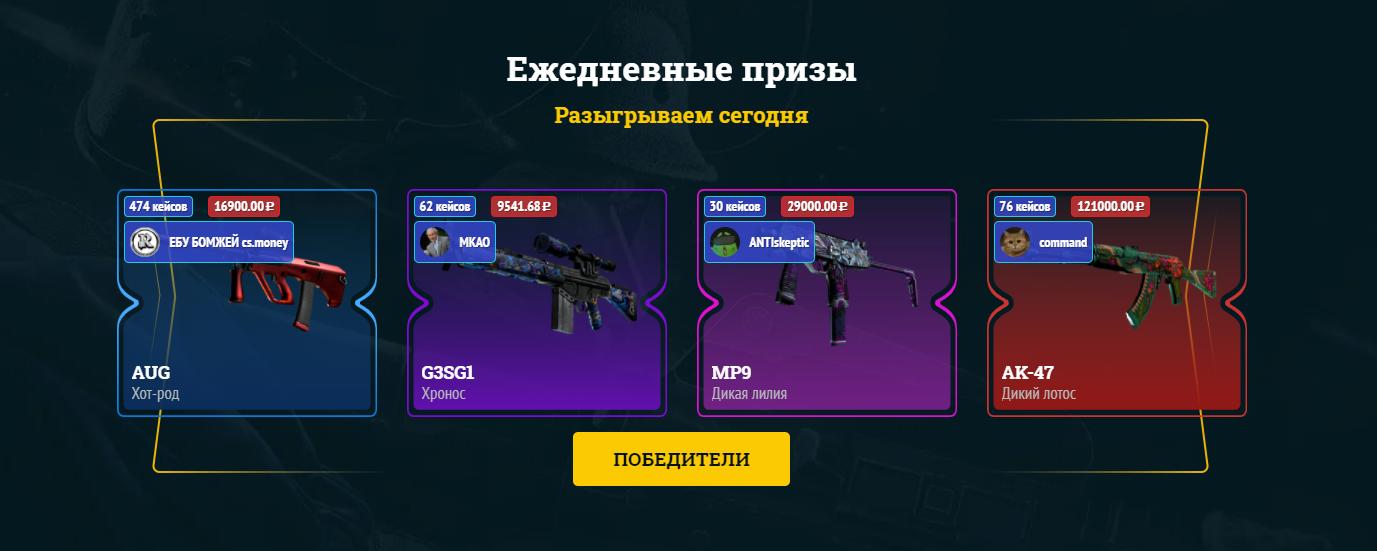 Ежедневные призы
Разыгрываем сегодня
474 кейсов 16900.00 ₽
ЕБУ БОМЖЕЙ cs.money
AUG
Хот-род
62 кейсов 9541.68 ₽
МКАО
G3SG1
Хронос
30 кейсов 29000.00 ₽
ANTIskeptic
MP9
Дикая лилия
76 кейсов 121000.00 ₽
command
AK-47
Дикий лотос
ПОБЕДИТЕЛИ